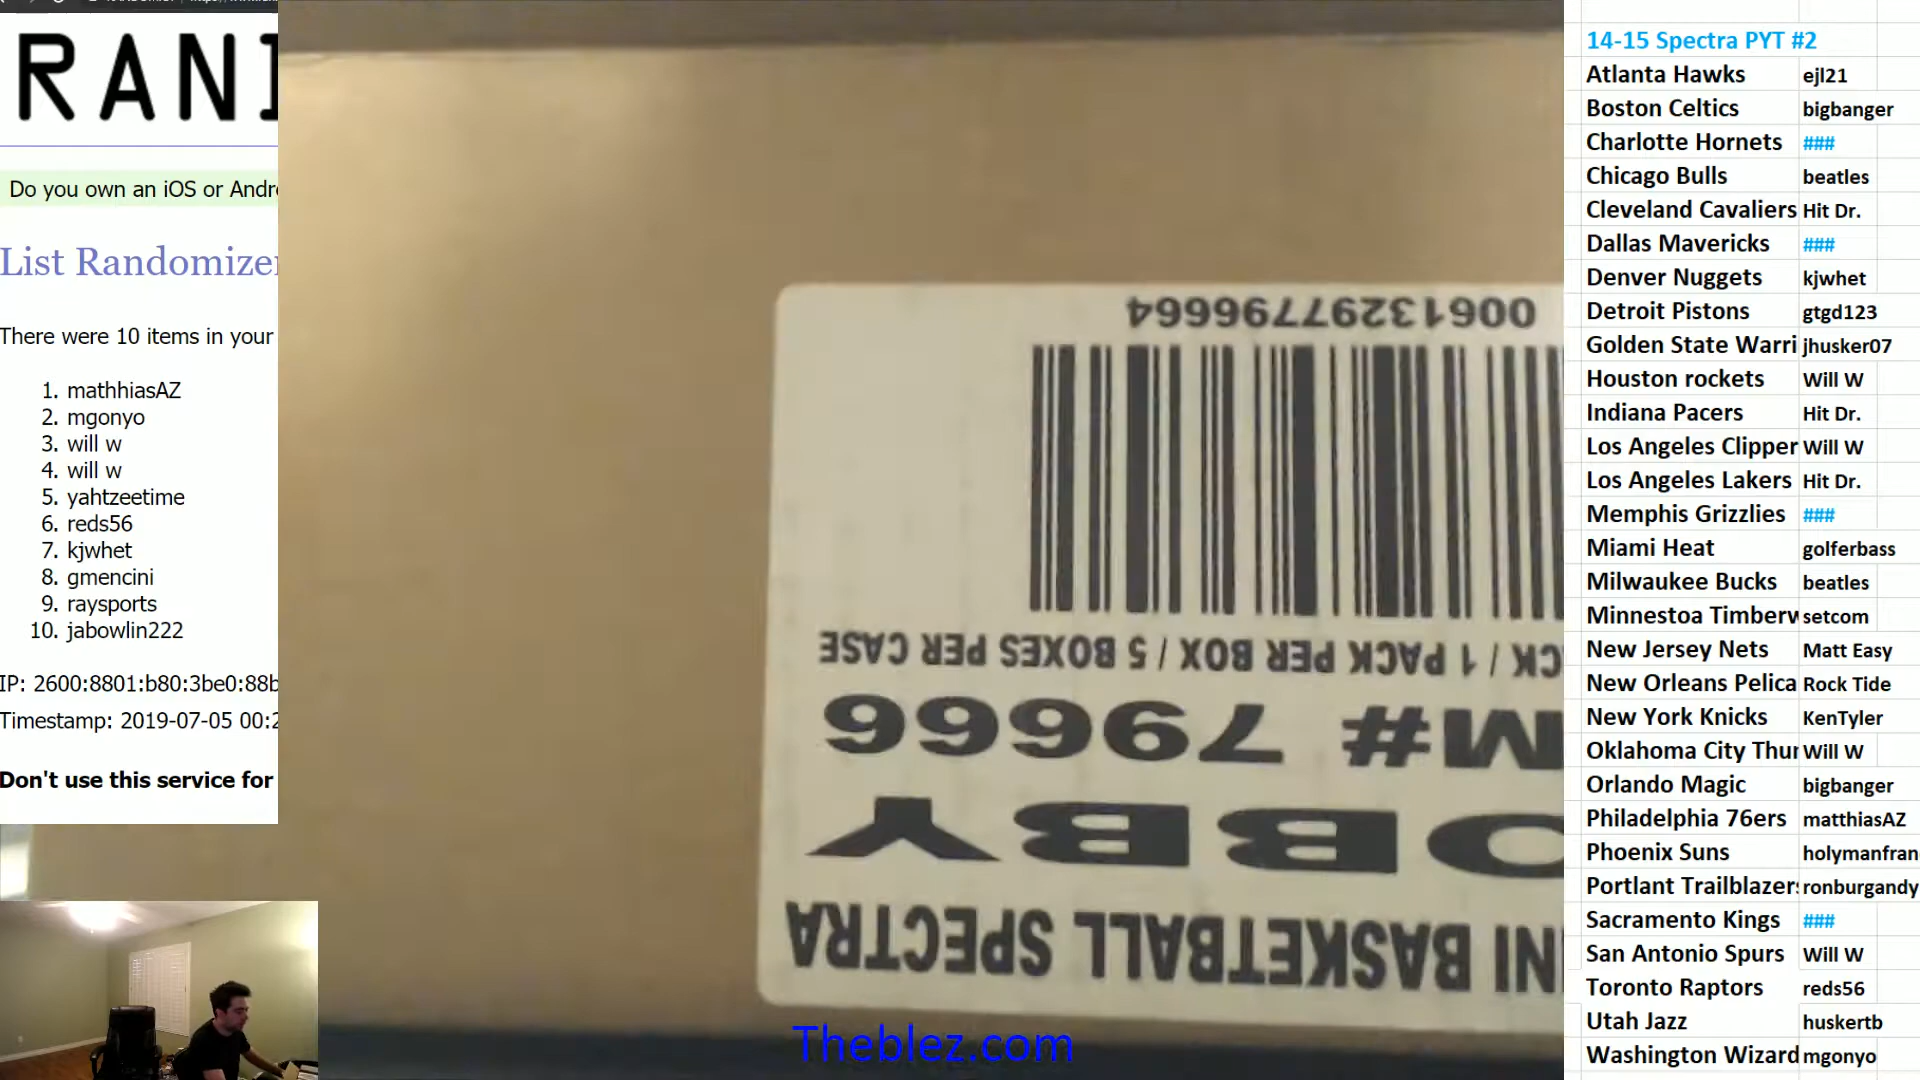 RAN
Do you own an iOS or Andr
List Randomize
There were 10 items in your
1. mathhiasAZ
2. mgonyo
3. will w
4. will w
5. yahtzeetime
6. reds56
7. kjwhet
8. gmencini
9. raysports
10. jabowlin222
IP: 2600:8801:b80:3be0:88b
Timestamp: 2019-07-05 00:2
Don't use this service for
00613297796664
CK / 1 PACK PER BOX / 5 BOXES PER CASE
M# 79666
OBBY
NI BASKETBALL SPECTRA
Theblez.com
14-15 Spectra PYT #2
Atlanta Hawks ejl21
Boston Celtics bigbanger
Charlotte Hornets ###
Chicago Bulls beatles
Cleveland Cavaliers Hit Dr.
Dallas Mavericks ###
Denver Nuggets kjwhet
Detroit Pistons gtgd123
Golden State Warri jhusker07
Houston rockets Will W
Indiana Pacers Hit Dr.
Los Angeles Clipper Will W
Los Angeles Lakers Hit Dr.
Memphis Grizzlies ###
Miami Heat golferbass
Milwaukee Bucks beatles
Minnestoa Timberw setcom
New Jersey Nets Matt Easy
New Orleans Pelica Rock Tide
New York Knicks KenTyler
Oklahoma City Thu Will W
Orlando Magic bigbanger
Philadelphia 76ers matthiasAZ
Phoenix Suns holymanfran
Portlant Trailblazers ronburgandy
Sacramento Kings ###
San Antonio Spurs Will W
Toronto Raptors reds56
Utah Jazz huskertb
Washington Wizard mgonyo